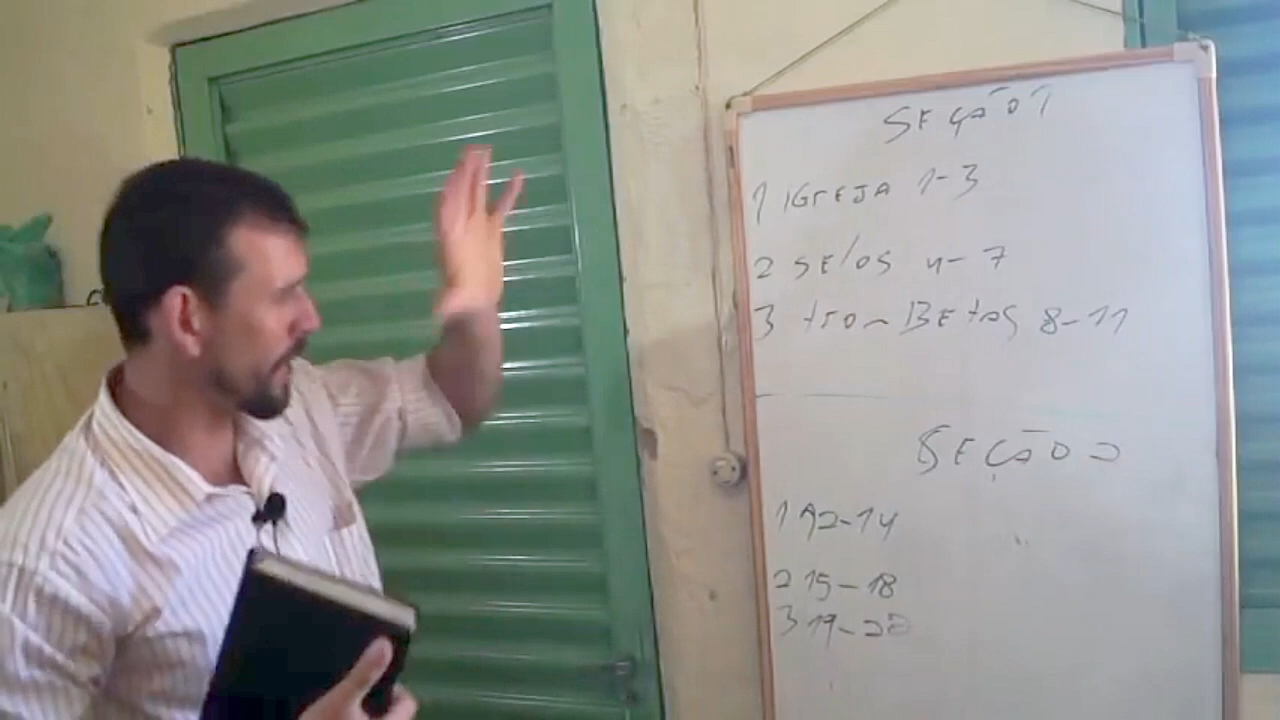 SEÇÃO 1
1 IGREJA 1-3
2 SELOS 4-7
3 troMBEtAS 8-11
SEÇÃO 2
1 12-14
2 15-18
3 19-22